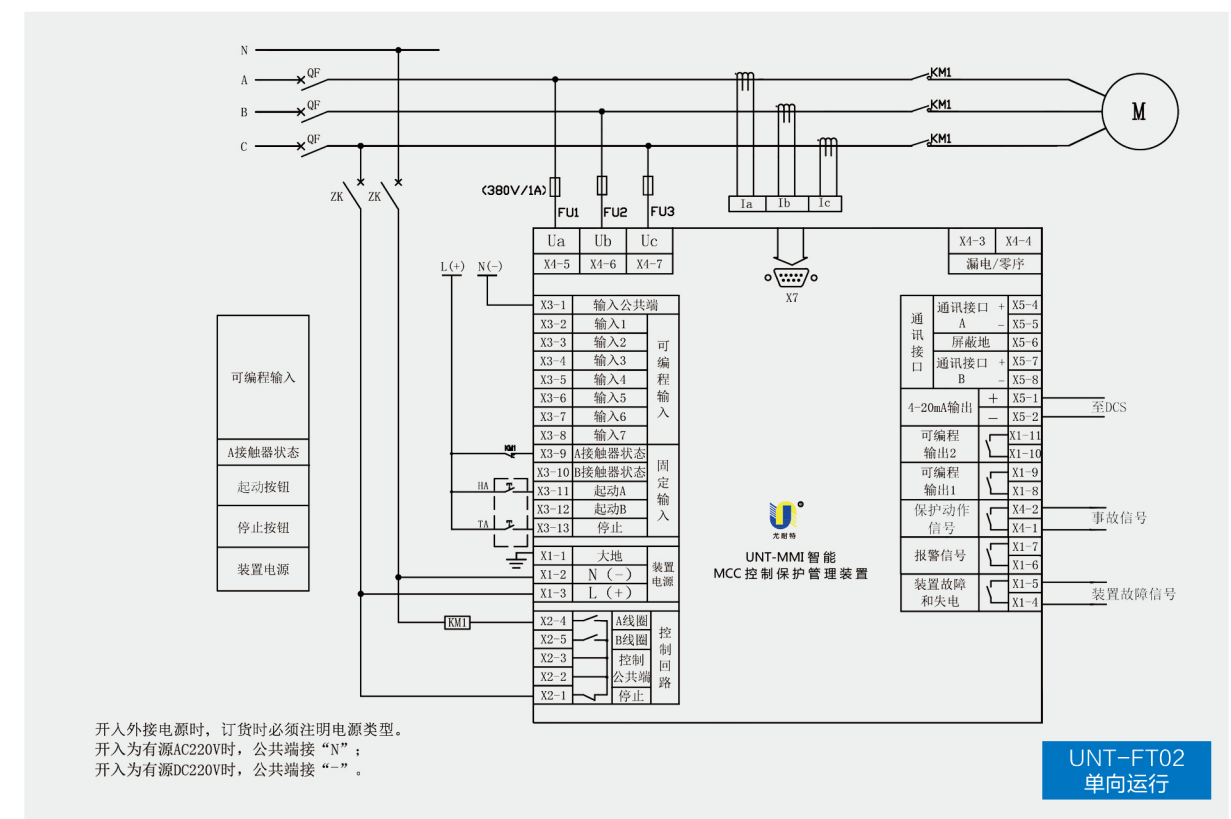 N
A QF KM1
B QF KM1 M
C QF KM1
ZK ZK
(380V/1A)
FU1 FU2 FU3
Ia Ib Ic
Ua Ub Uc
X4-5 X4-6 X4-7
X4-3 X4-4
漏电/零序
X7
L(+) N(-)
X3-1 输入公共端
X3-2 输入1
X3-3 输入2
X3-4 输入3
X3-5 输入4
X3-6 输入5
X3-7 输入6
X3-8 输入7
可编程输入
KM1
X3-9 A接触器状态
X3-10 B接触器状态
HA
X3-11 起动A
X3-12 起动B
TA
X3-13 停止
固定输入
X1-1 大地
X1-2 N (-)
X1-3 L (+)
装置
电源
KM1
X2-4 A线圈
X2-5 B线圈
X2-3 控制
X2-2 公共端
X2-1 停止
控制回路
可编程输入
A接触器状态
起动按钮
停止按钮
装置电源
通讯接口
通讯接口 + X5-4
A - X5-5
屏蔽地 X5-6
通讯接口 + X5-7
B - X5-8
4-20mA输出 + X5-1
- X5-2
至DCS
可编程 X1-11
输出2 X1-10
可编程 X1-9
输出1 X1-8
保护动作 X4-2
信号 X4-1
事故信号
报警信号 X1-7
X1-6
装置故障 X1-5
和失电 X1-4
装置故障信号
尤耐特
UNT-MMI 智能
MCC 控制保护管理装置
开入外接电源时，订货时必须注明电源类型。
开入为有源AC220V时，公共端接“N”；
开入为有源DC220V时，公共端接“-”。
UNT-FT02
单向运行